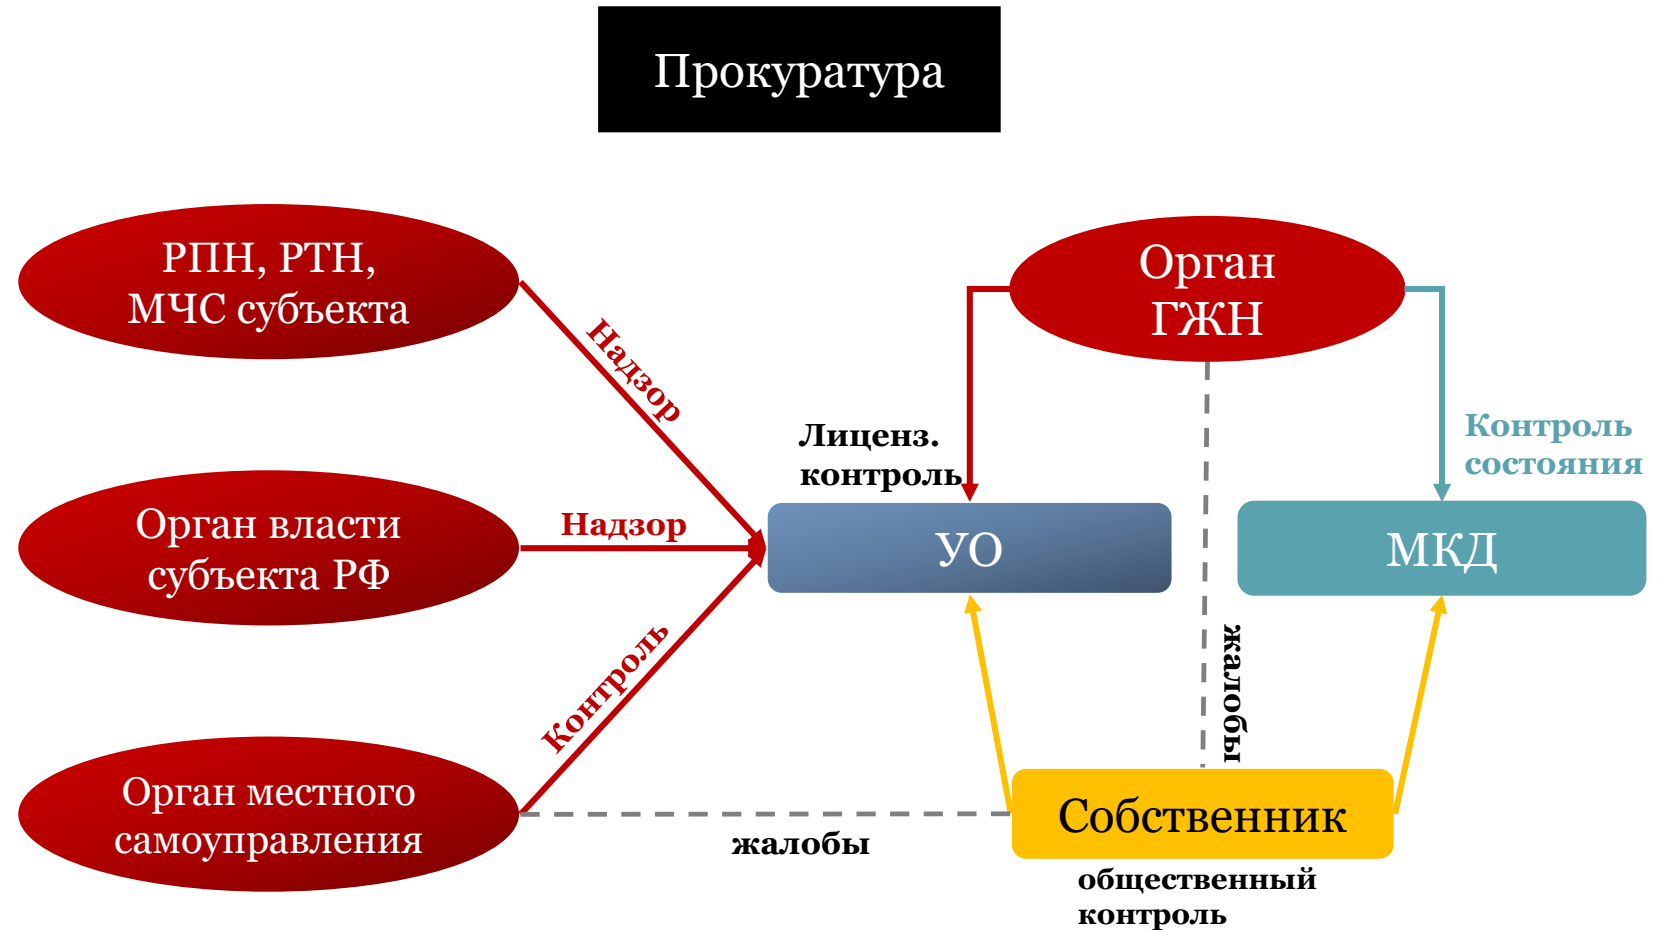 Прокуратура
РПН, РТН,
МЧС субъекта
Орган
ГЖН
Надзор
Лиценз.
контроль
Контроль
состояния
Орган власти
субъекта РФ
Надзор
УО
МКД
Контроль
жалобы
Орган местного
самоуправления
жалобы
Собственник
общественный
контроль